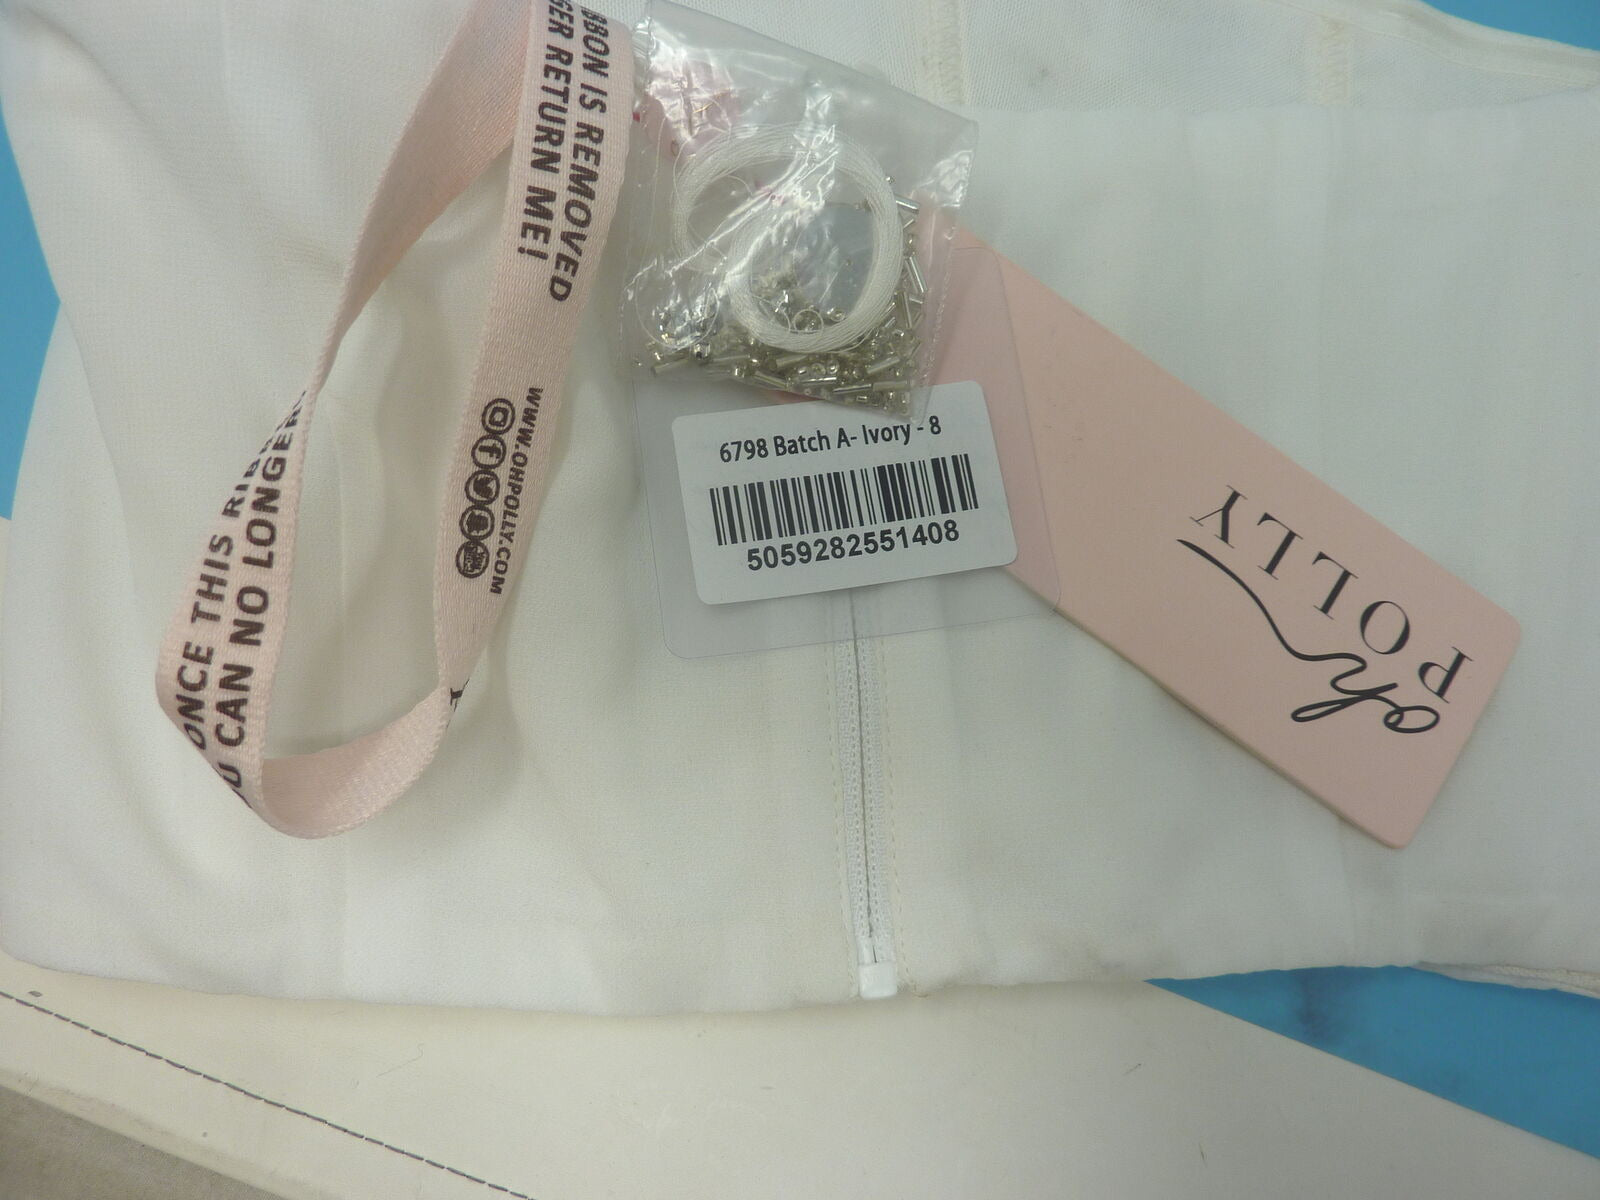 BBON IS REMOVED
GER RETURN ME!
WWW.OHPOLLY.COM
ONCE THIS RIBB
U CAN NO LONGER
6798 Batch A- Ivory - 8
5059282551408
oh
POLLY